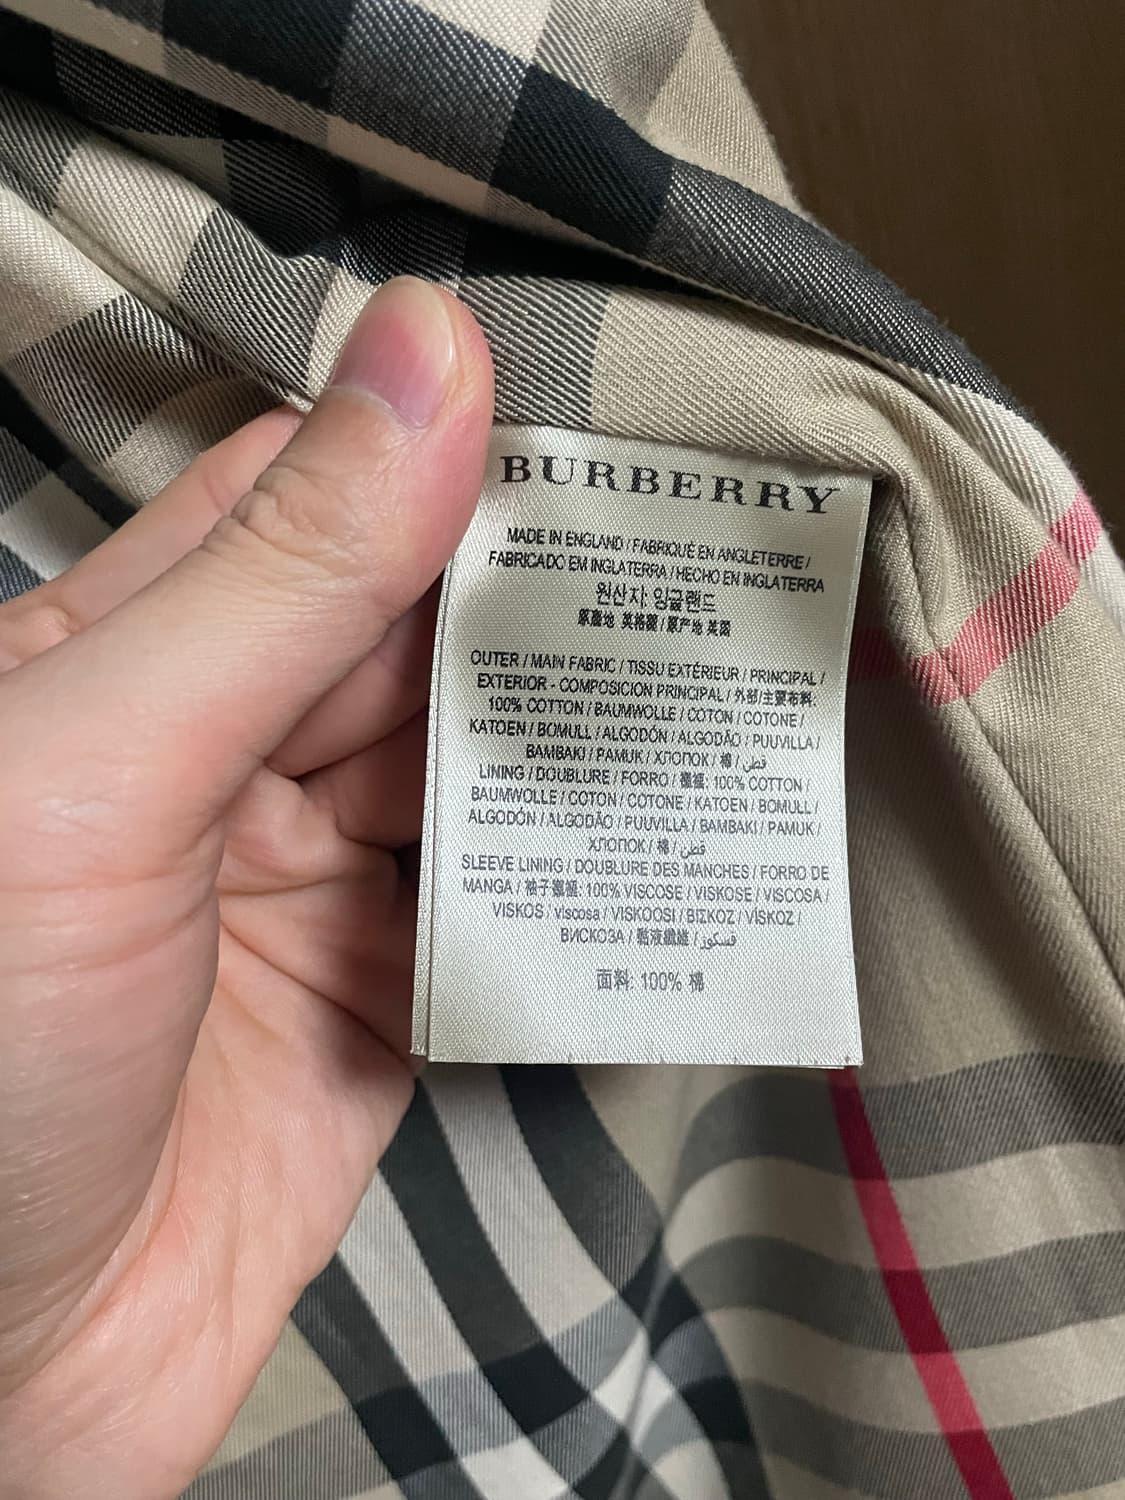 BURBERRY
MADE IN ENGLAND / FABRIQUÉ EN ANGLETERRE /
FABRICADO EM INGLATERRA / HECHO EN INGLATERRA
원산지: 잉글랜드
原產地 英格蘭 / 原产地 英国
OUTER / MAIN FABRIC / TISSU EXTÉRIEUR / PRINCIPAL /
EXTERIOR - COMPOSICION PRINCIPAL / 外部/主要布料:
100% COTTON / BAUMWOLLE / COTON / COTONE /
KATOEN / BOMULL / ALGODÓN / ALGODÃO / PUUVILLA /
BAMBAKI / PAMUK / ХЛОПОК / 棉 / قطن
LINING / DOUBLURE / FORRO / 裏襯: 100% COTTON /
BAUMWOLLE / COTON / COTONE / KATOEN / BOMULL /
ALGODÓN / ALGODÃO / PUUVILLA / BAMBAKI / PAMUK /
ХЛОПОК / 棉 / قطن
SLEEVE LINING / DOUBLURE DES MANCHES / FORRO DE
MANGA / 袖子裏襯: 100% VISCOSE / VISKOSE / VISCOSA /
VISKOS / viscosa / VISKOOSI / ΒΙΣΚΟΖ / VİSKOZ /
ВИСКОЗА / 黏液纖維 / فسكوز
面料: 100% 棉